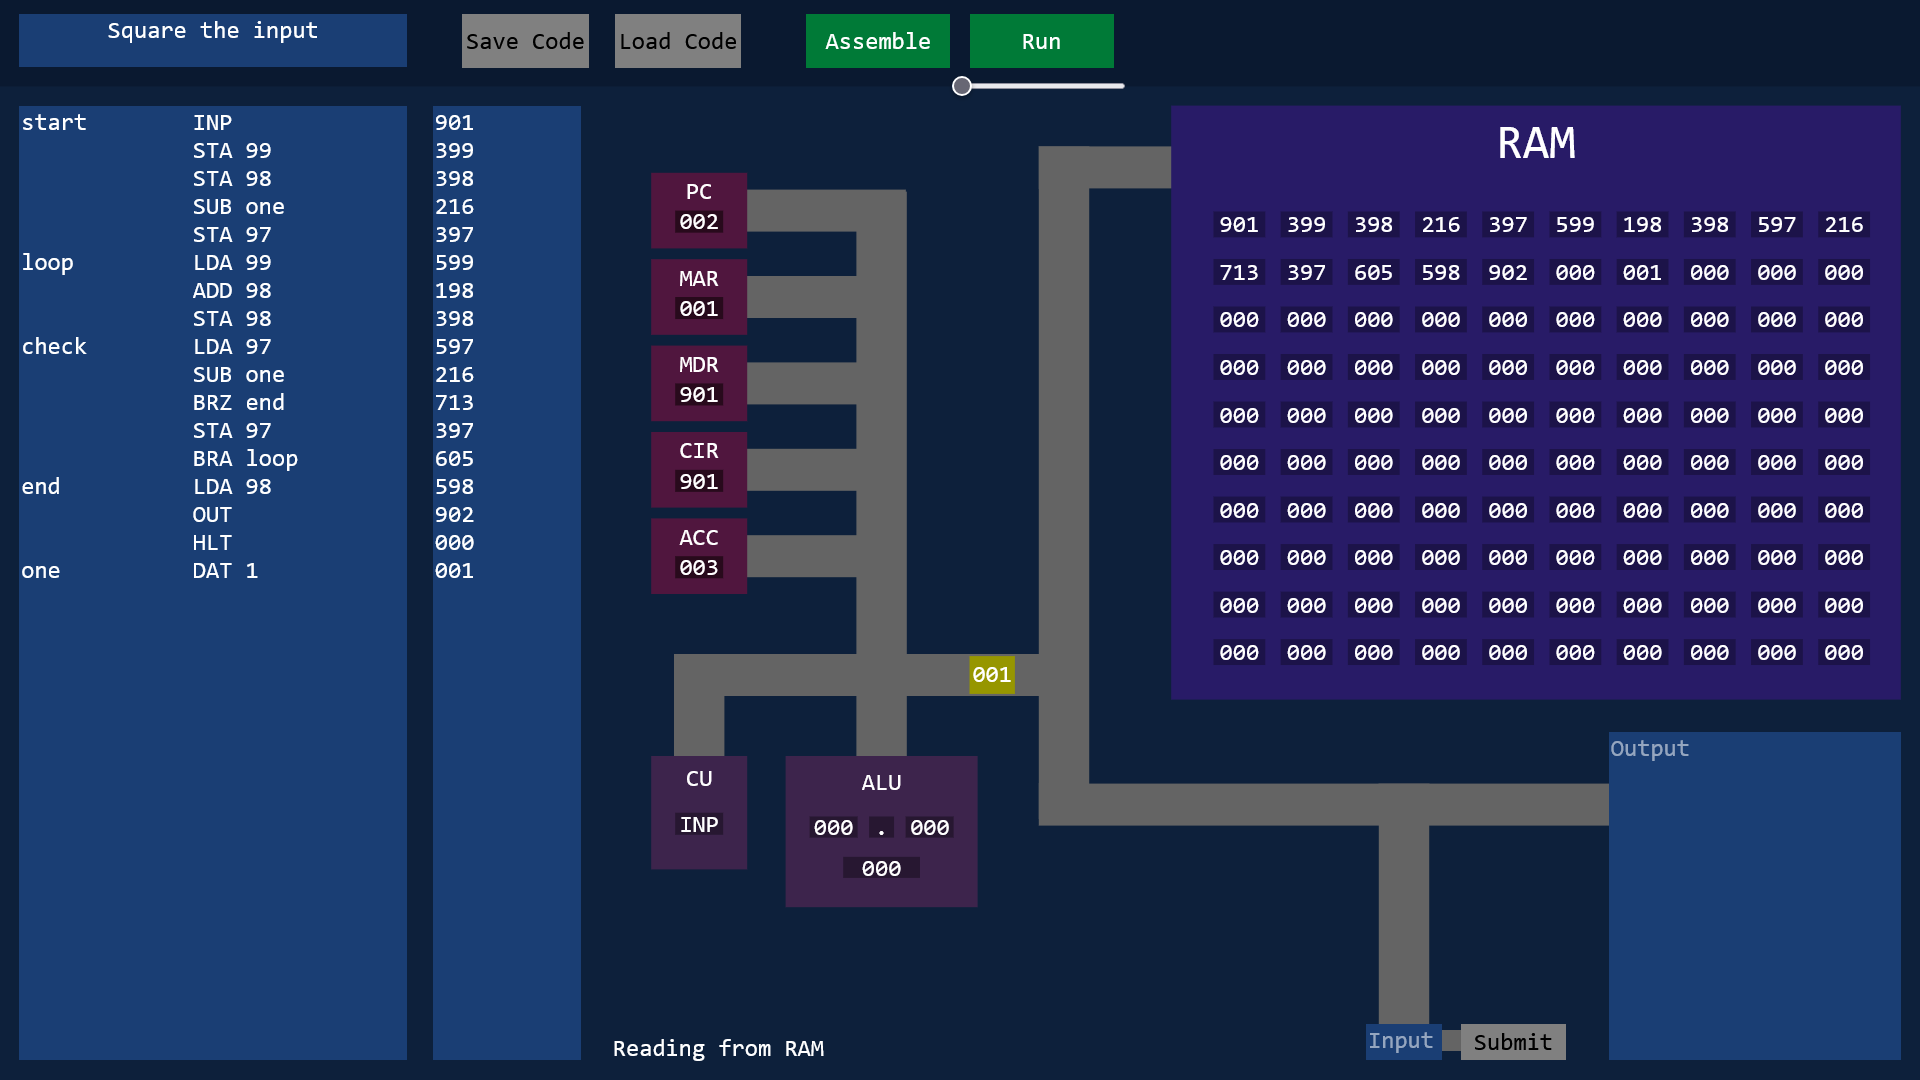 Square the input
Save Code
Load Code
Assemble
Run
start INP
STA 99
STA 98
SUB one
STA 97
loop LDA 99
ADD 98
STA 98
check LDA 97
SUB one
BRZ end
STA 97
BRA loop
end LDA 98
OUT
HLT
one DAT 1
901
399
398
216
397
599
198
398
597
216
713
397
605
598
902
000
001
PC
002
MAR
001
MDR
901
CIR
901
ACC
003
001
CU
INP
ALU
000 . 000
000
Reading from RAM
RAM
901 399 398 216 397 599 198 398 597 216
713 397 605 598 902 000 001 000 000 000
000 000 000 000 000 000 000 000 000 000
000 000 000 000 000 000 000 000 000 000
000 000 000 000 000 000 000 000 000 000
000 000 000 000 000 000 000 000 000 000
000 000 000 000 000 000 000 000 000 000
000 000 000 000 000 000 000 000 000 000
000 000 000 000 000 000 000 000 000 000
000 000 000 000 000 000 000 000 000 000
Output
Input
Submit